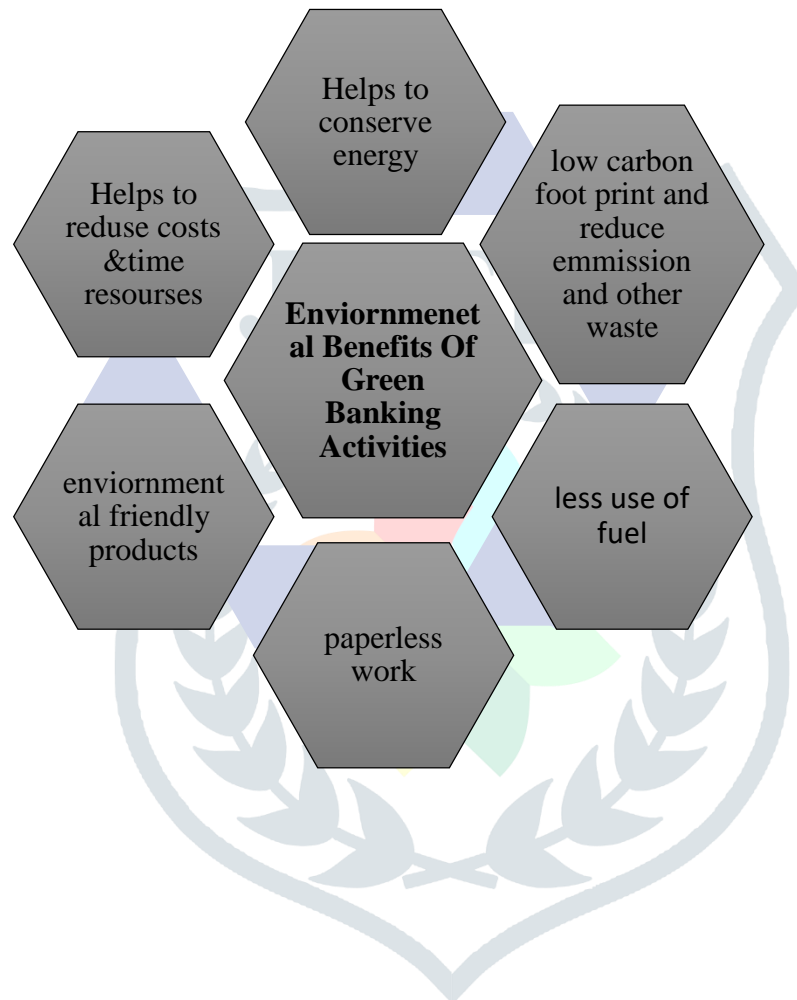 Helps to
conserve
energy
low carbon
foot print and
reduce
emmission
and other
waste
less use of
fuel
paperless
work
enviornment
al friendly
products
Helps to
reduse costs
&time
resourses
Enviornmenet
al Benefits Of
Green
Banking
Activities